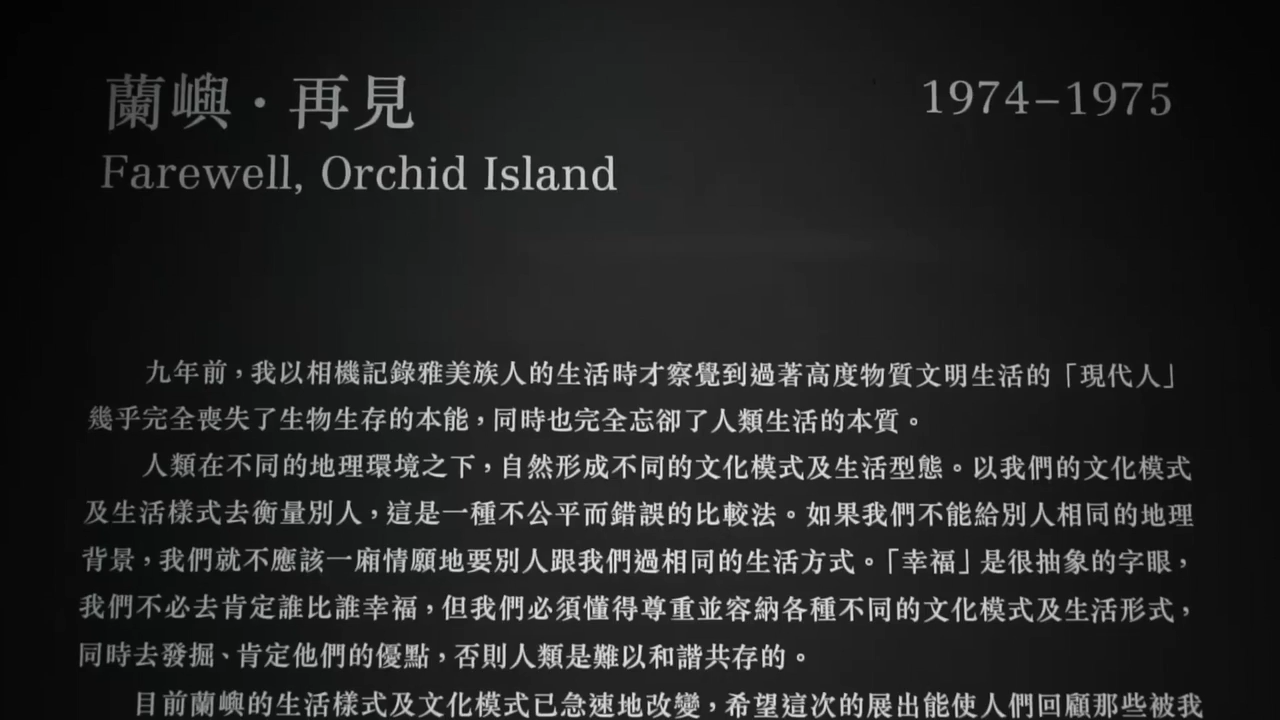 蘭嶼·再見
1974–1975
Farewell, Orchid Island
九年前，我以相機記錄雅美族人的生活時才察覺到過著高度物質文明生活的「現代人」
幾乎完全喪失了生物生存的本能，同時也完全忘卻了人類生活的本質。
人類在不同的地理環境之下，自然形成不同的文化模式及生活型態。以我們的文化模式
及生活樣式去衡量別人，這是一種不公平而錯誤的比較法。如果我們不能給別人相同的地理
背景，我們就不應該一廂情願地要別人跟我們過相同的生活方式。「幸福」是很抽象的字眼，
我們不必去肯定誰比誰幸福，但我們必須懂得尊重並容納各種不同的文化模式及生活形式，
同時去發掘、肯定他們的優點，否則人類是難以和諧共存的。
目前蘭嶼的生活樣式及文化模式已急速地改變，希望這次的展出能使人們回顧那些被我